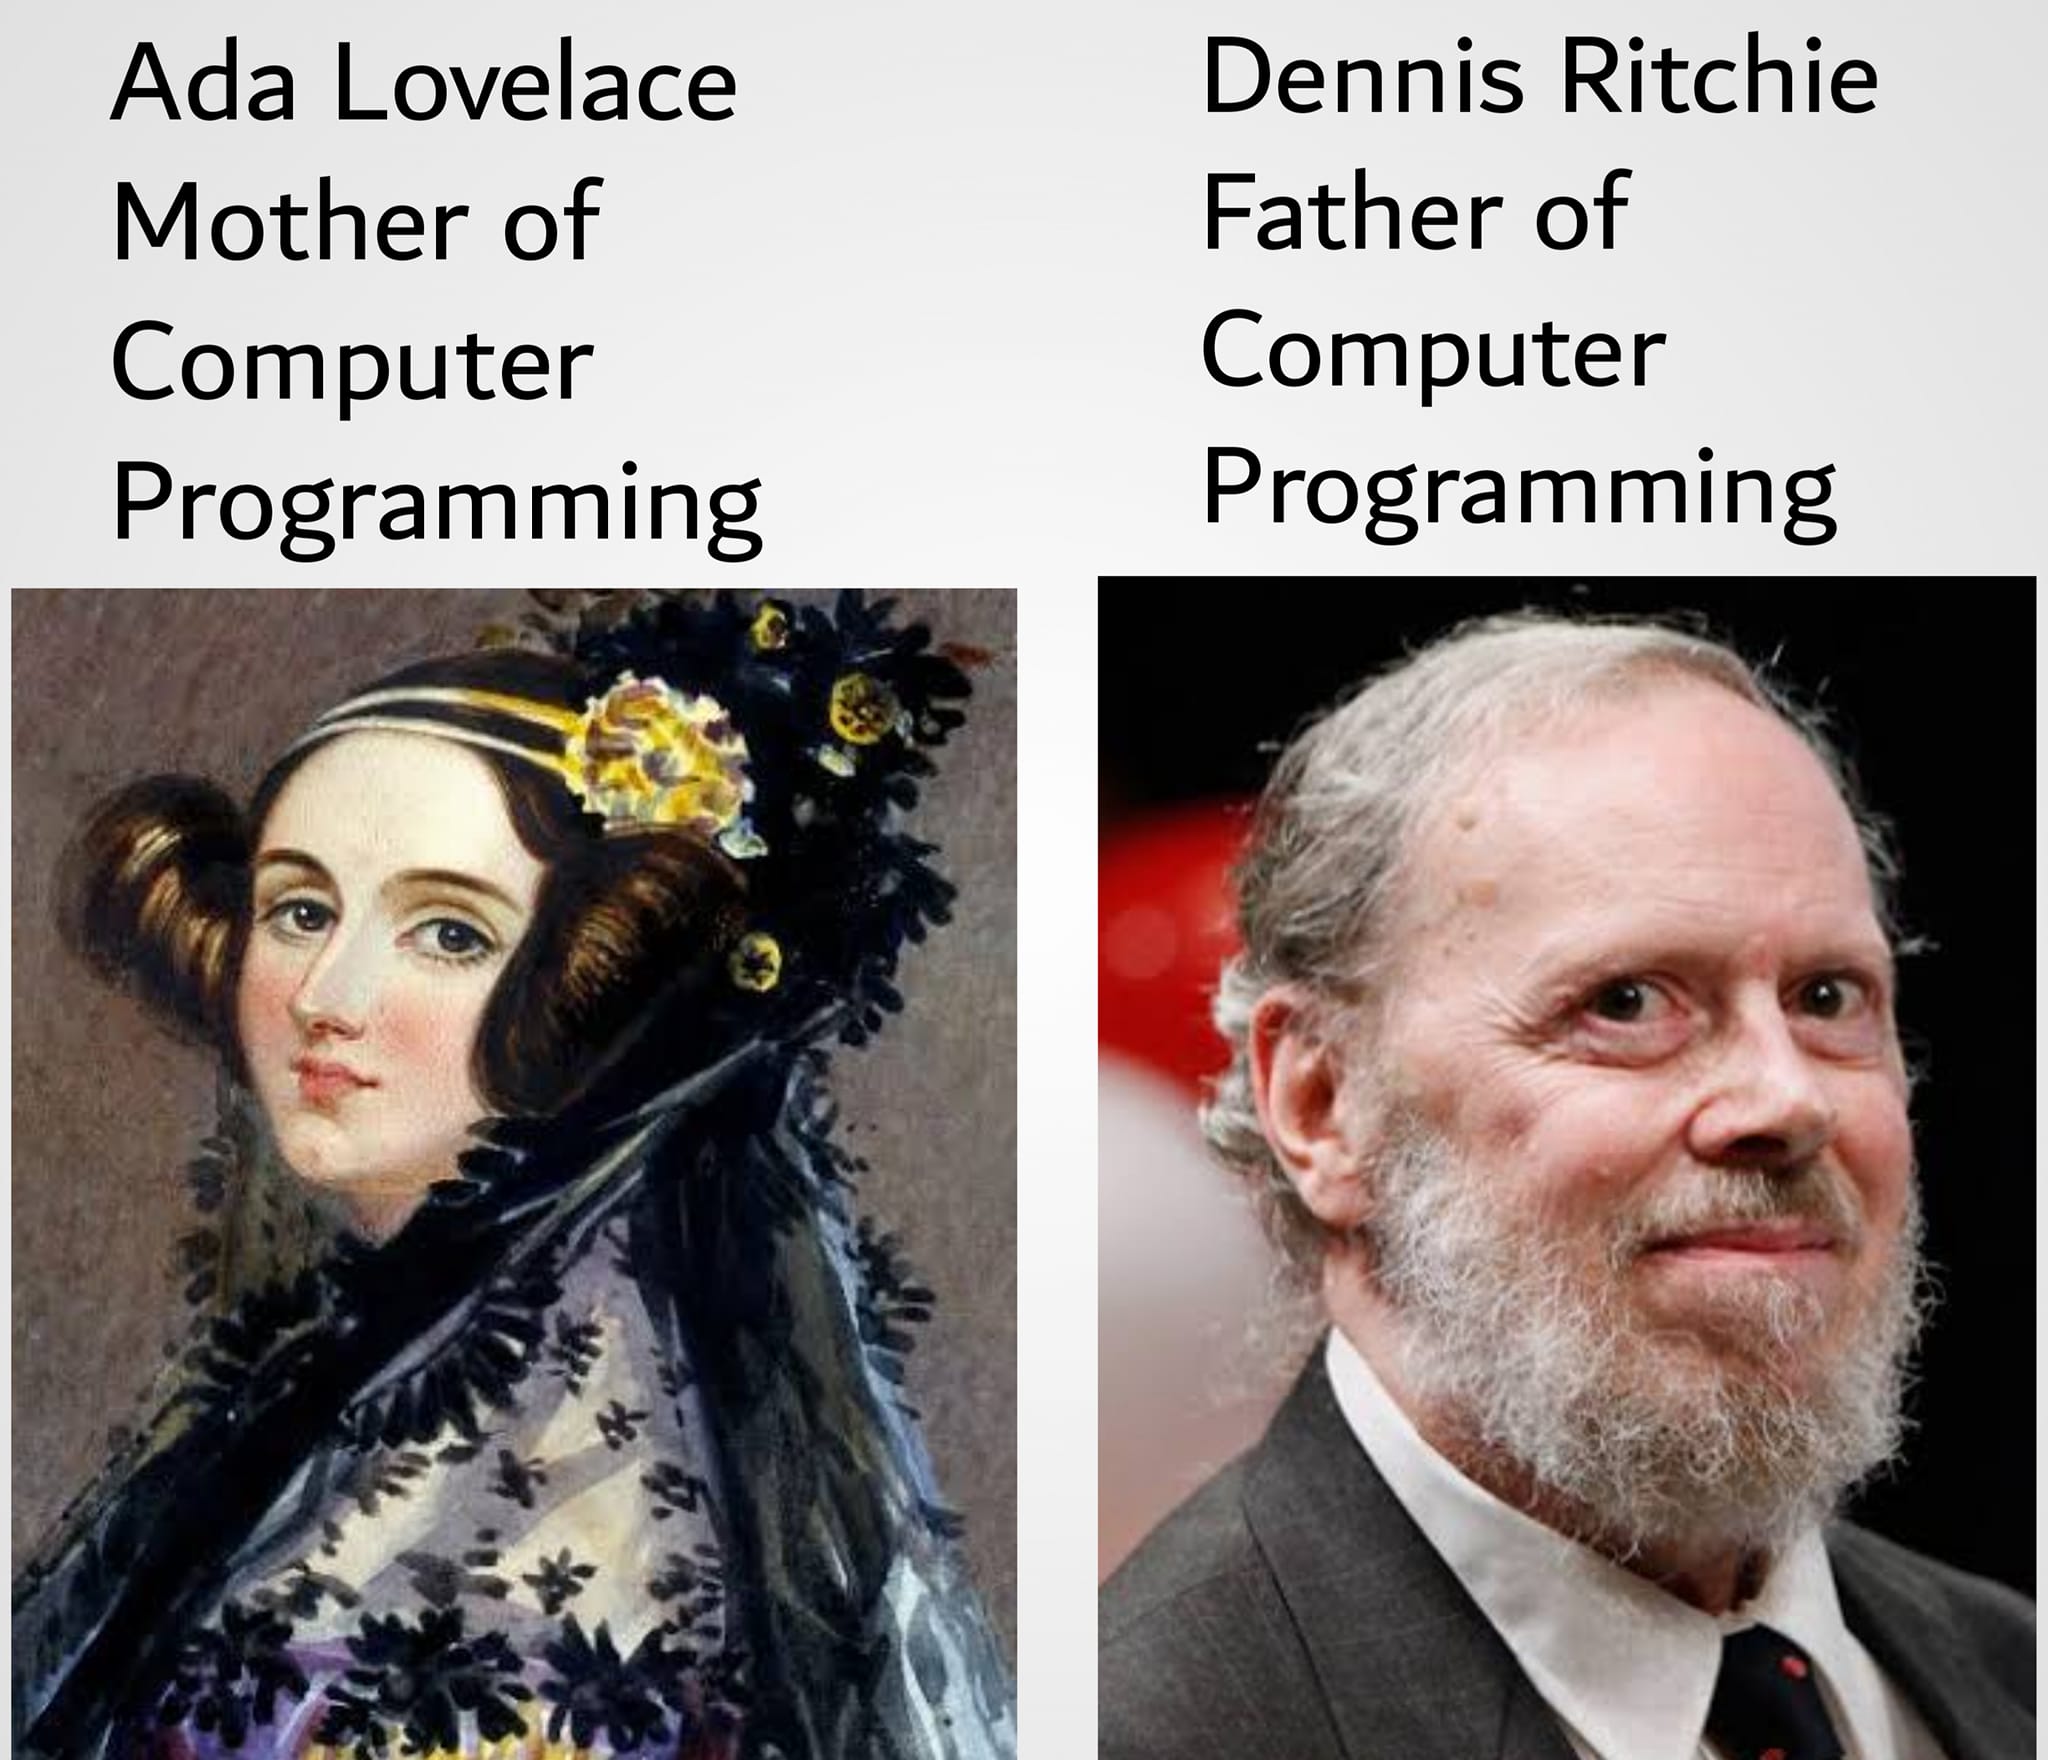 Ada Lovelace
Mother of
Computer
Programming
Dennis Ritchie
Father of
Computer
Programming